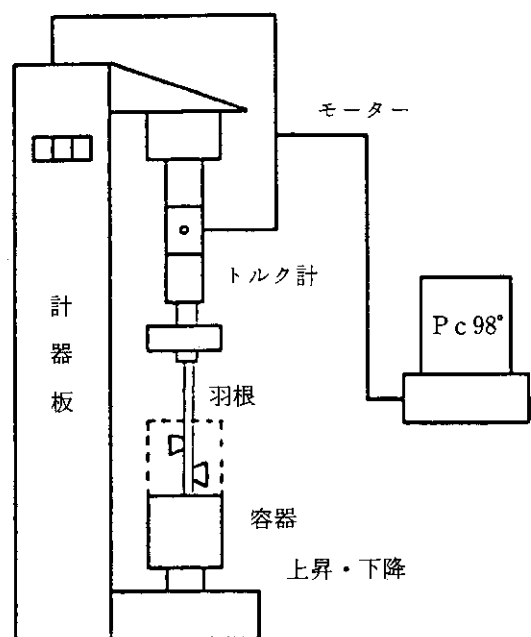 モーター
トルク計
計器板
Pc98°
羽根
容器
上昇・下降